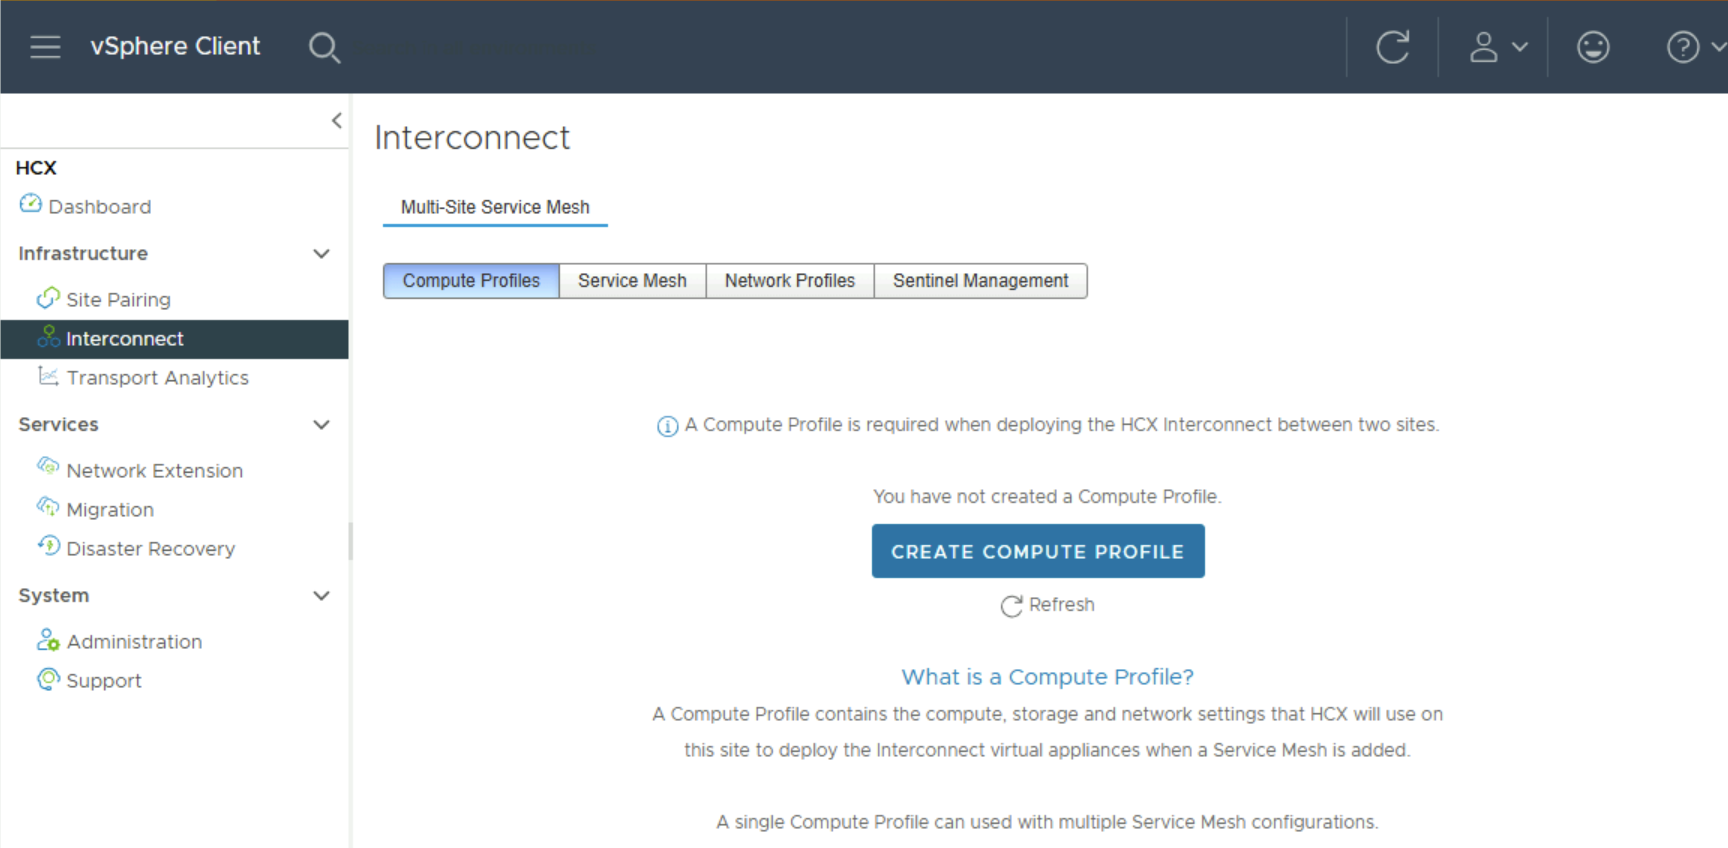 vSphere Client
HCX
Dashboard
Infrastructure
Site Pairing
Interconnect
Transport Analytics
Services
Network Extension
Migration
Disaster Recovery
System
Administration
Support
Interconnect
Multi-Site Service Mesh
Compute Profiles Service Mesh Network Profiles Sentinel Management
A Compute Profile is required when deploying the HCX Interconnect between two sites.
You have not created a Compute Profile.
CREATE COMPUTE PROFILE
Refresh
What is a Compute Profile?
A Compute Profile contains the compute, storage and network settings that HCX will use on
this site to deploy the Interconnect virtual appliances when a Service Mesh is added.
A single Compute Profile can used with multiple Service Mesh configurations.